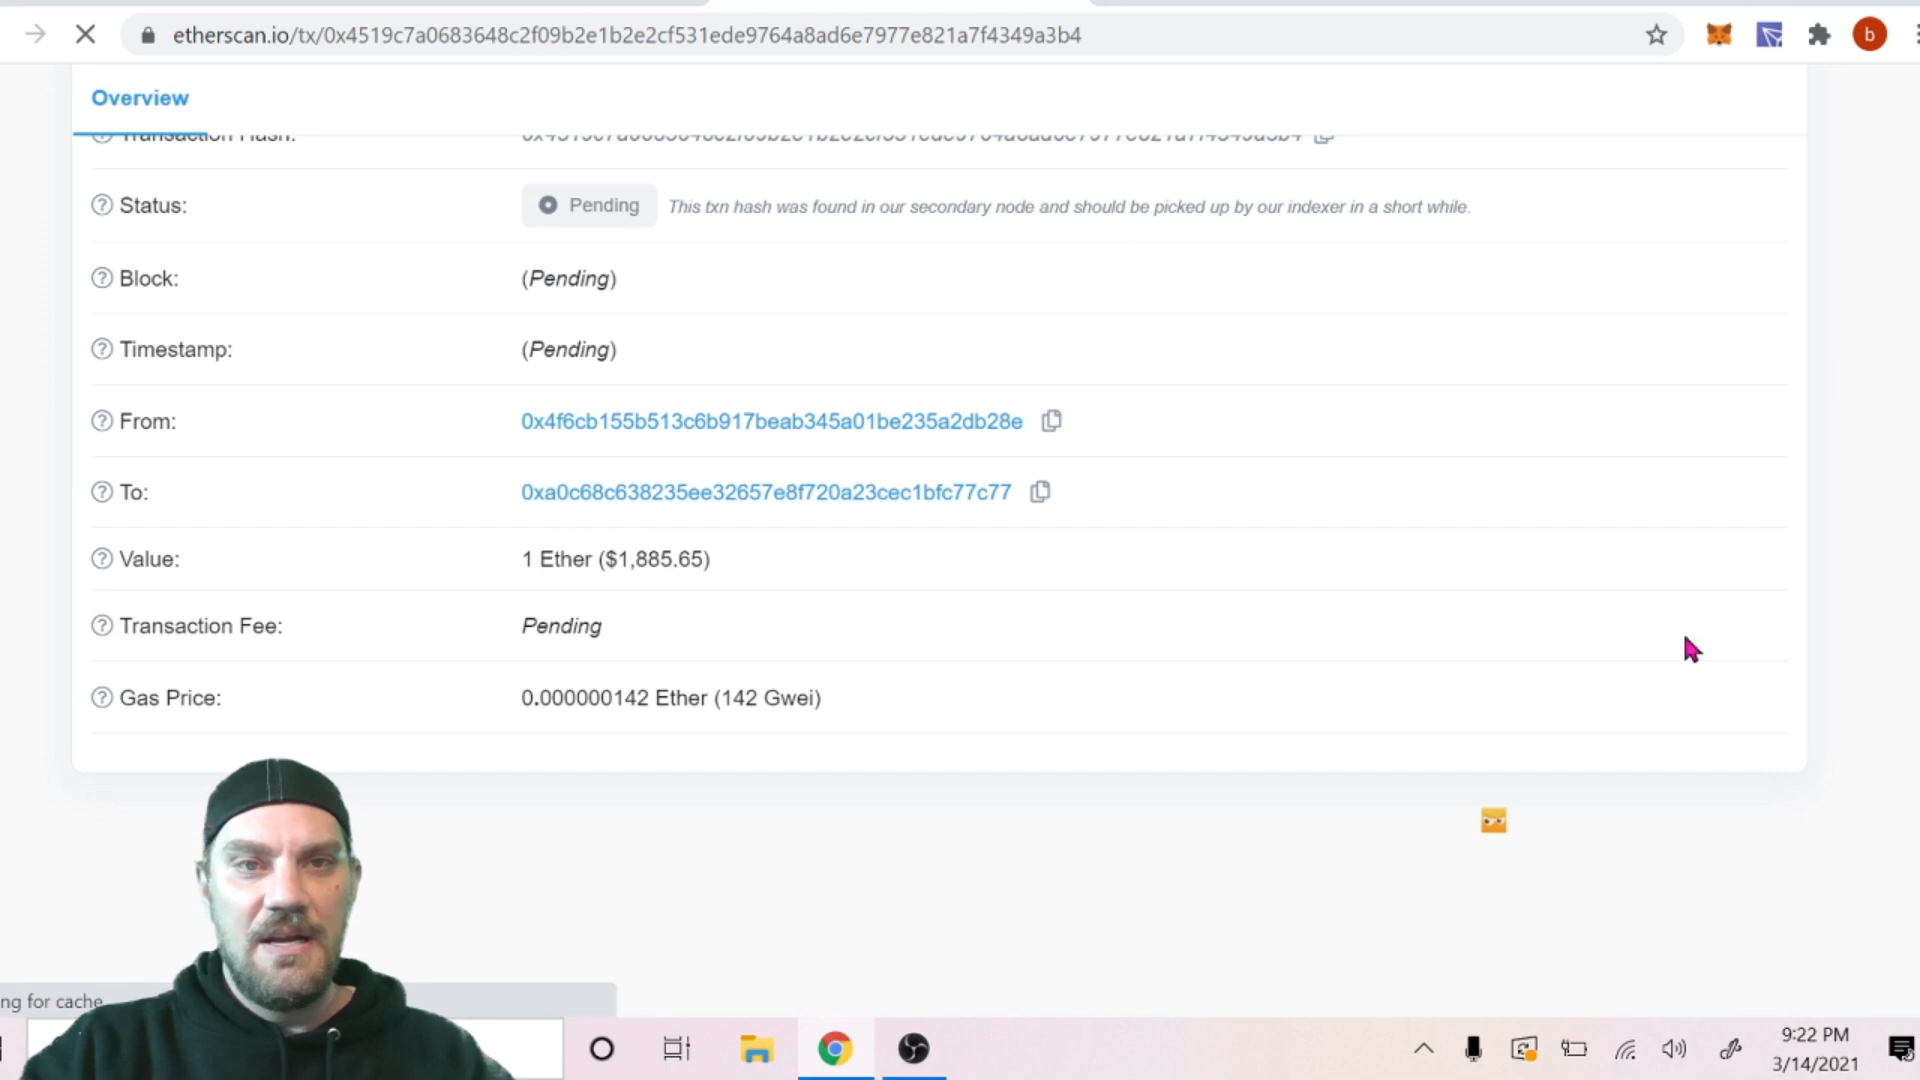 etherscan.io/tx/0x4519c7a0683648c2f09b2e1b2e2cf531ede9764a8ad6e7977e821a7f4349a3b4
b
Overview
Transaction Hash: 0x4519c7a0683648c2f09b2e1b2e2cf531ede9764a8ad6e7977e821a7f4349a3b4
Status: Pending This txn hash was found in our secondary node and should be picked up by our indexer in a short while.
Block: (Pending)
Timestamp: (Pending)
From: 0x4f6cb155b513c6b917beab345a01be235a2db28e
To: 0xa0c68c638235ee32657e8f720a23cec1bfc77c77
Value: 1 Ether ($1,885.65)
Transaction Fee: Pending
Gas Price: 0.000000142 Ether (142 Gwei)
ng for cache
9:22 PM
3/14/2021